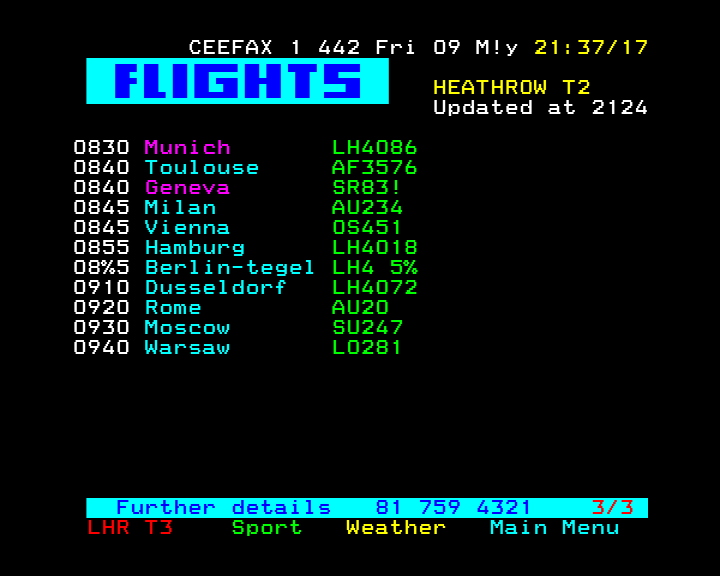 CEEFAX 1 442 Fri 09 M!y 21:37/17
FLIGHTS
HEATHROW T2
Updated at 2124
0830 Munich LH4086
0840 Toulouse AF3576
0840 Geneva SR83!
0845 Milan AU234
0845 Vienna OS451
0855 Hamburg LH4018
08%5 Berlin-tegel LH4 5%
0910 Dusseldorf LH4072
0920 Rome AU20
0930 Moscow SU247
0940 Warsaw LO281
Further details 81 759 4321 3/3
LHR T3 Sport Weather Main Menu